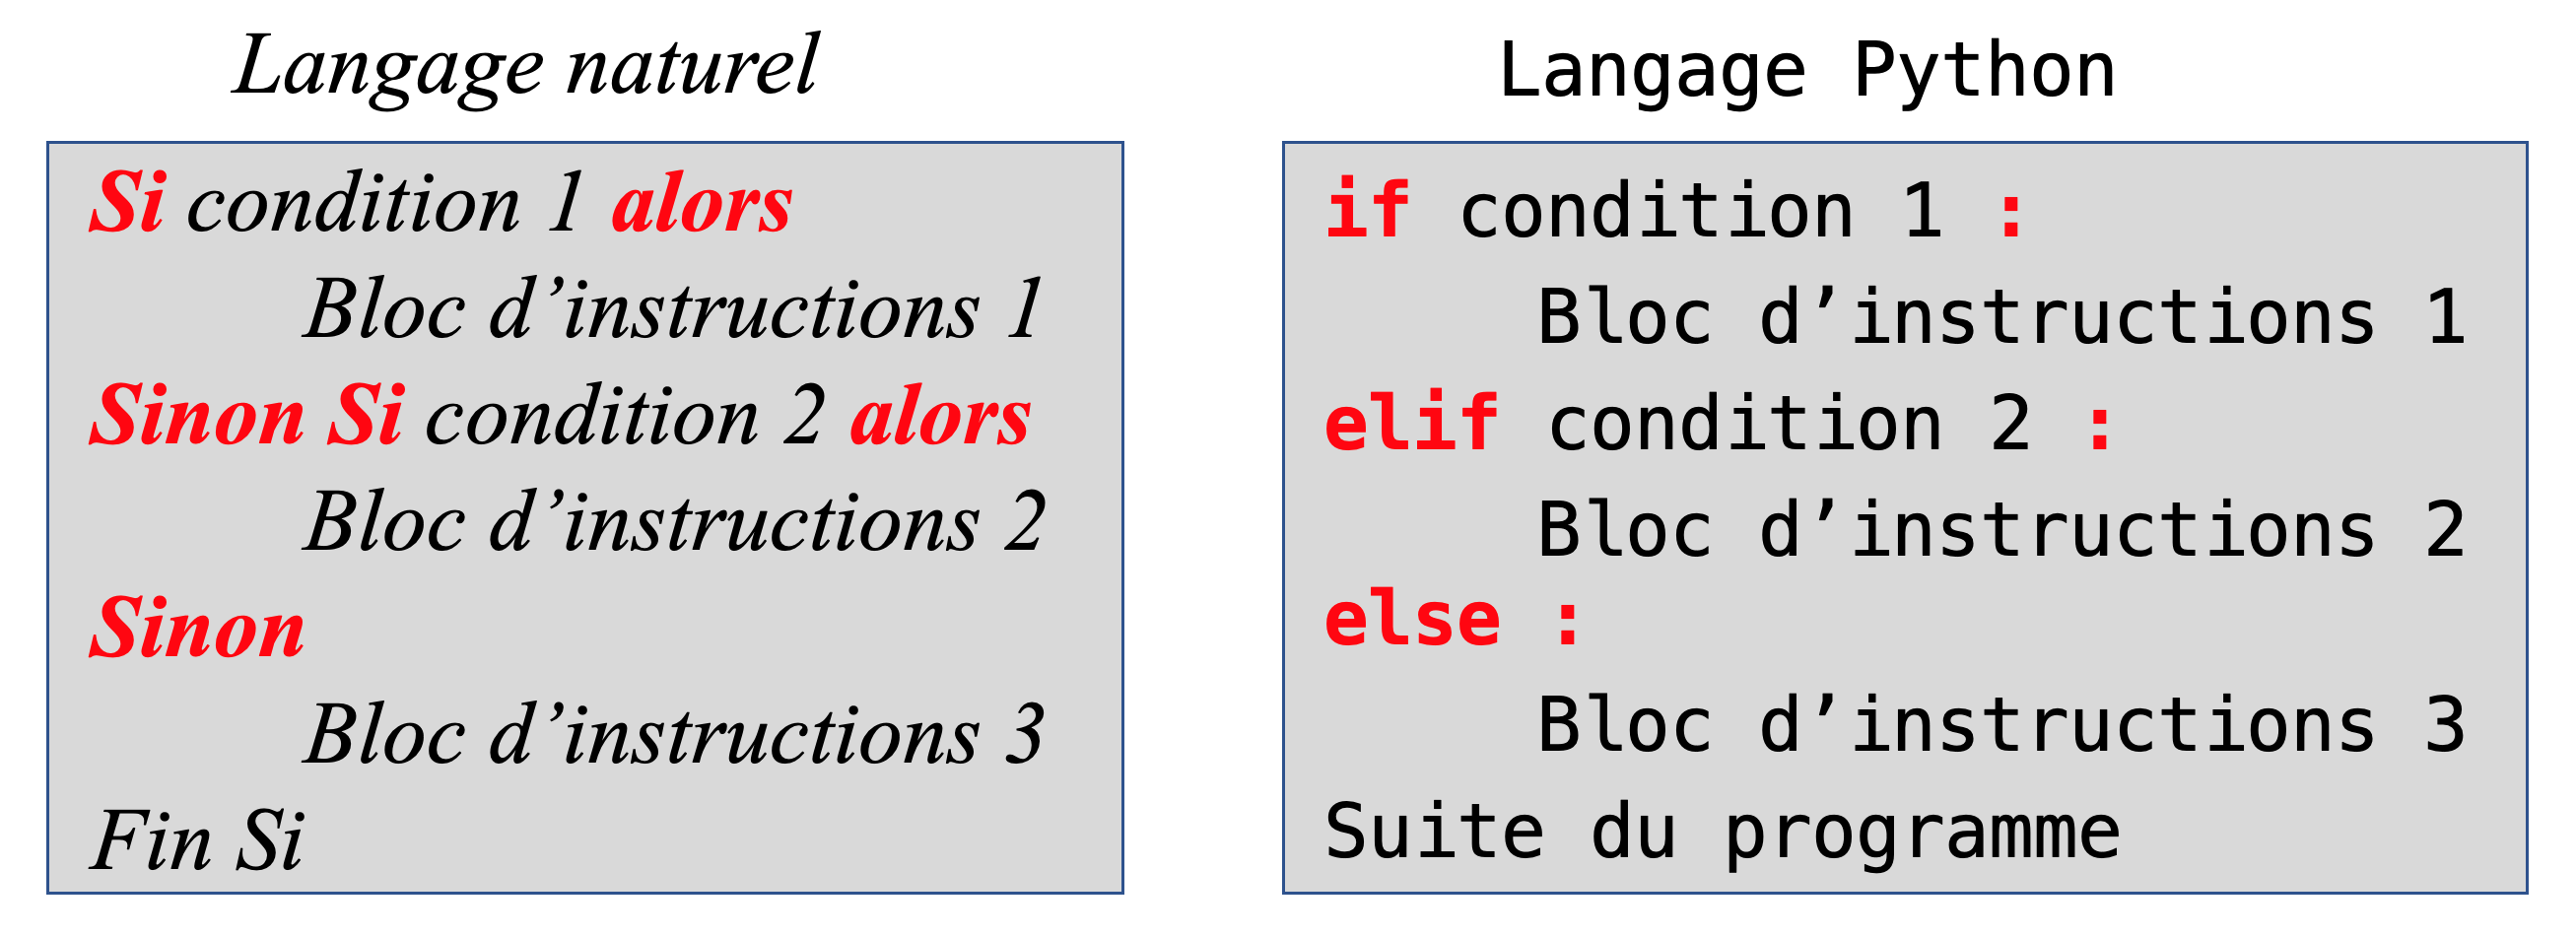 Langage naturel
Si condition 1 alors
Bloc d’instructions 1
Sinon Si condition 2 alors
Bloc d’instructions 2
Sinon
Bloc d’instructions 3
Fin Si
Langage Python
if condition 1 :
Bloc d’instructions 1
elif condition 2 :
Bloc d’instructions 2
else :
Bloc d’instructions 3
Suite du programme